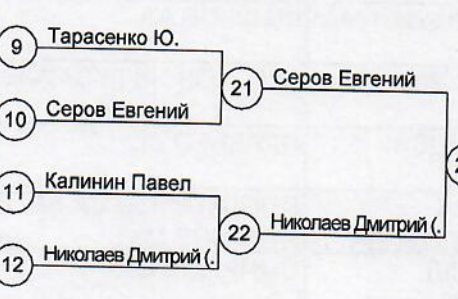 9 Тарасенко Ю.
10 Серов Евгений
21 Серов Евгений
11 Калинин Павел
12 Николаев Дмитрий (.
22 Николаев Дмитрий (.